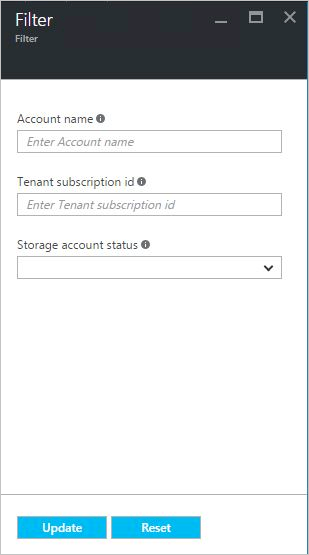 Filter
Filter
Account name
Enter Account name
Tenant subscription id
Enter Tenant subscription id
Storage account status
Update Reset